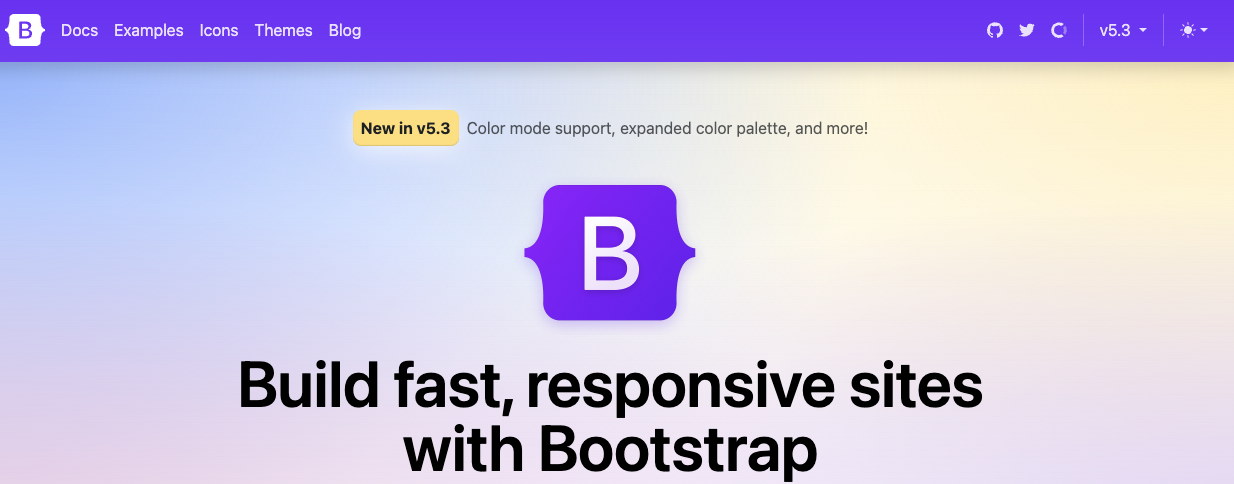 B Docs Examples Icons Themes Blog v5.3
New in v5.3 Color mode support, expanded color palette, and more!
B
Build fast, responsive sites
with Bootstrap